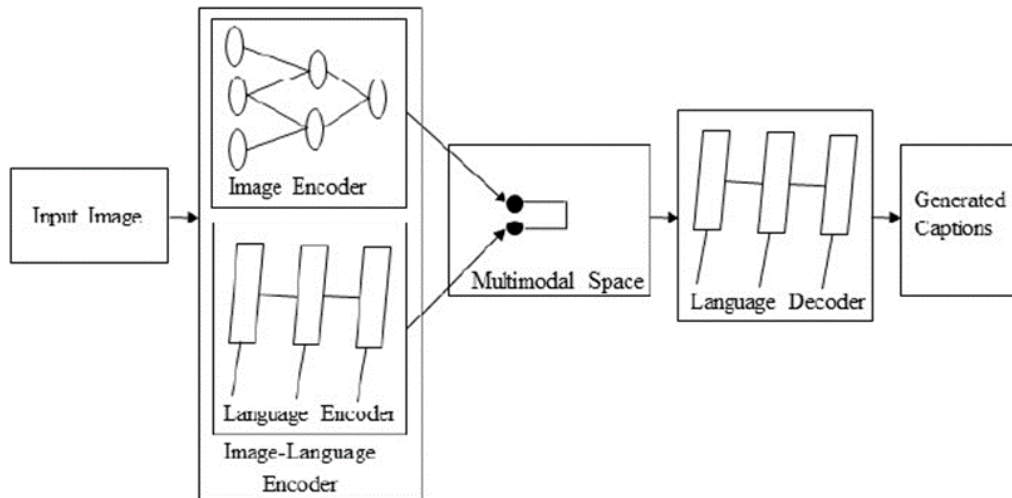 Input Image
Image Encoder
Language Encoder
Image-Language
Encoder
Multimodal Space
Language Decoder
Generated
Captions